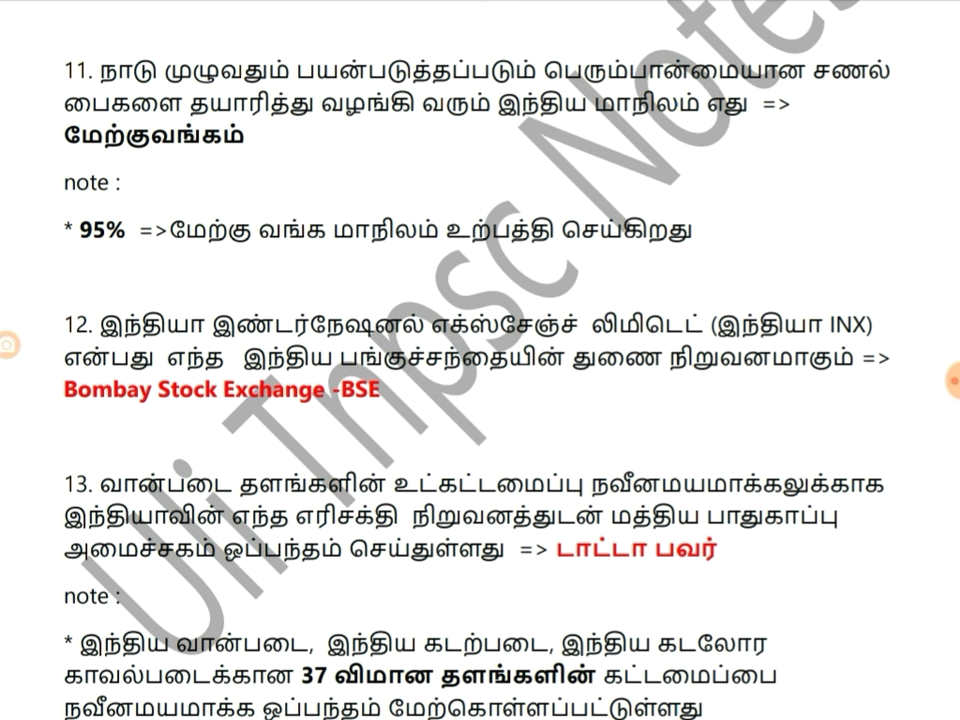 11. நாடு முழுவதும் பயன்படுத்தப்படும் பெரும்பான்மையான சணல்
பைகளை தயாரித்து வழங்கி வரும் இந்திய மாநிலம் எது =>
மேற்குவங்கம்
note :
* 95% =>மேற்கு வங்க மாநிலம் உற்பத்தி செய்கிறது
12. இந்தியா இண்டர்நேஷனல் எக்ஸ்சேஞ்ச் லிமிடெட் (இந்தியா INX)
என்பது எந்த இந்திய பங்குச்சந்தையின் துணை நிறுவனமாகும் =>
Bombay Stock Exchange -BSE
13. வான்படை தளங்களின் உட்கட்டமைப்பு நவீனமயமாக்கலுக்காக
இந்தியாவின் எந்த எரிசக்தி நிறுவனத்துடன் மத்திய பாதுகாப்பு
அமைச்சகம் ஒப்பந்தம் செய்துள்ளது => டாட்டா பவர்
note :
* இந்திய வான்படை, இந்திய கடற்படை, இந்திய கடலோர
காவல்படைக்கான 37 விமான தளங்களின் கட்டமைப்பை
நவீனமயமாக்க ஒப்பந்தம் மேற்கொள்ளப்பட்டுள்ளது
Uli Tnpsc Notes